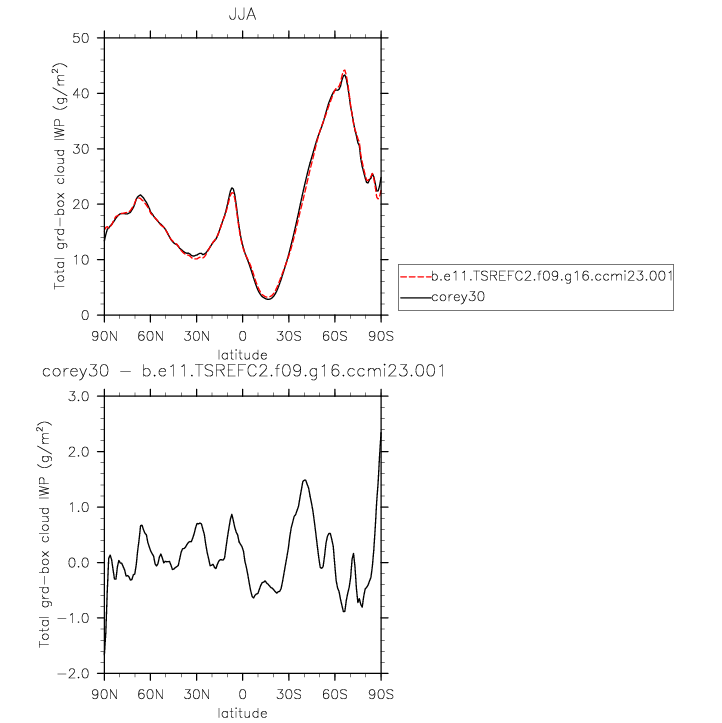 JJA
Total grd-box cloud IWP (g/m²)
50
40
30
20
10
0
90N 60N 30N 0 30S 60S 90S
latitude
b.e11.TSREFC2.f09.g16.ccmi23.001
corey30
corey30 - b.e11.TSREFC2.f09.g16.ccmi23.001
Total grd-box cloud IWP (g/m²)
3.0
2.0
1.0
0.0
-1.0
-2.0
90N 60N 30N 0 30S 60S 90S
latitude